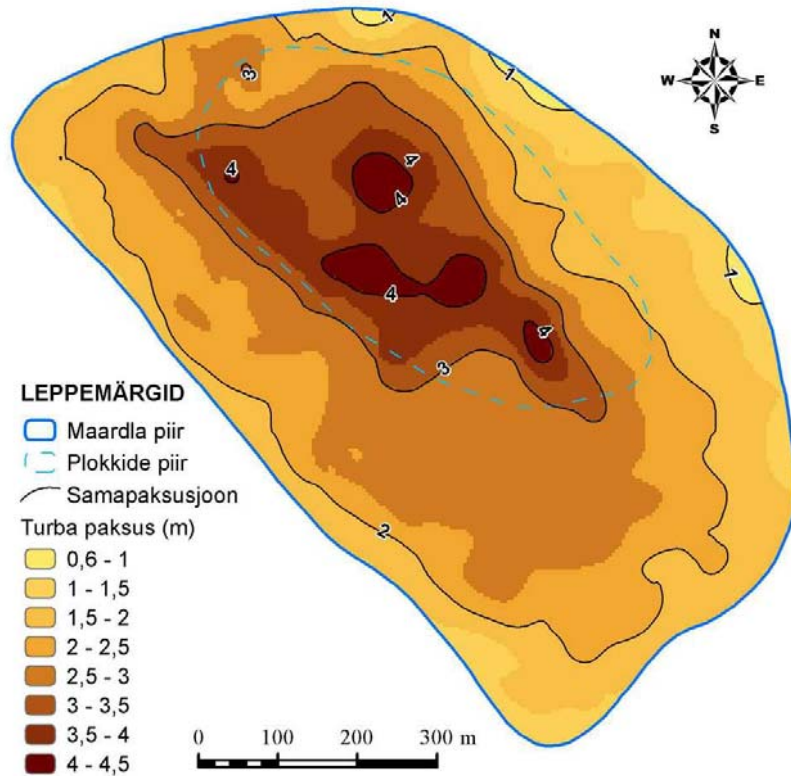 1
1
N
W E
S
3
4
4
4
1
4
4
3
2
LEPPEMÄRGID
Maardla piir
Plokkide piir
Samapaksusjoon
Turba paksus (m)
0,6 - 1
1 - 1,5
1,5 - 2
2 - 2,5
2,5 - 3
3 - 3,5
3,5 - 4
4 - 4,5
0 100 200 300 m